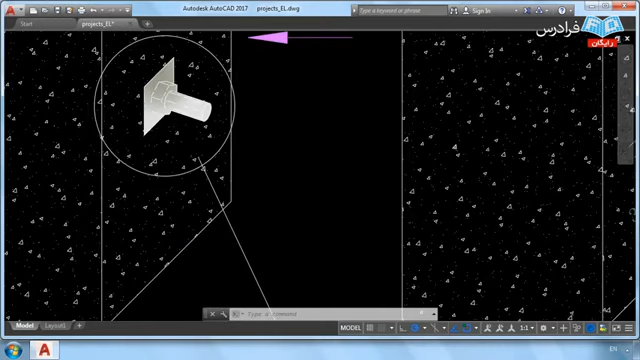 Autodesk AutoCAD 2017 projects_EL.dwg
Type a keyword or phrase
Sign In
Start
projects_EL*
فرادرس
رایگان
Type a command
MODEL
1:1
Model
Layout1
EN